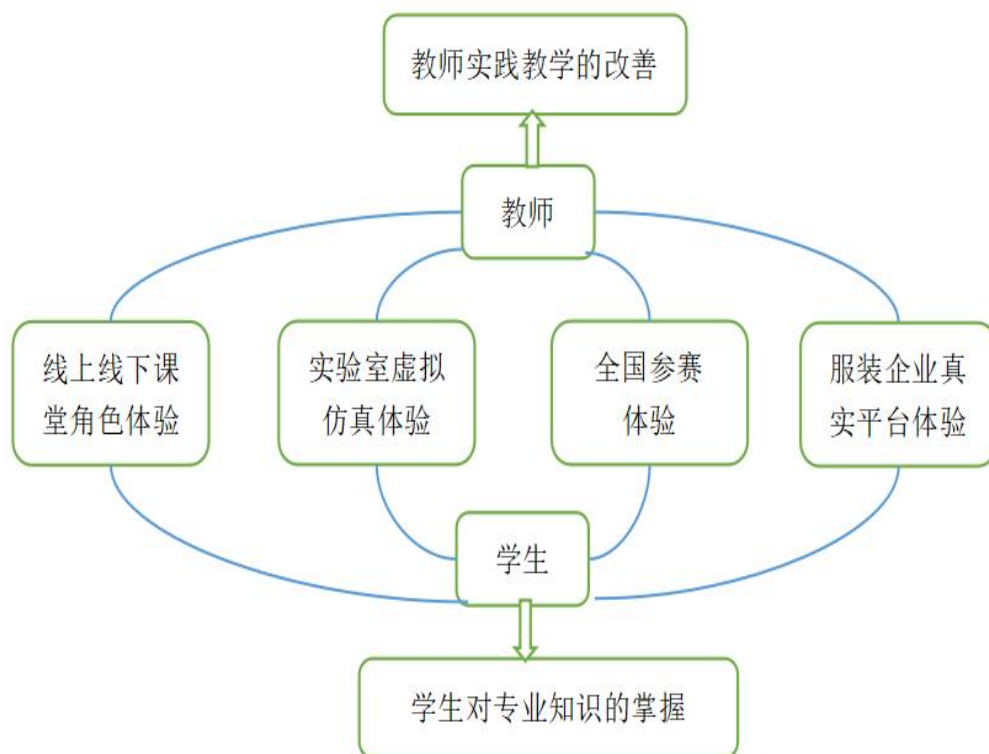 教师实践教学的改善
教师
线上线下课
堂角色体验
实验室虚拟
仿真体验
全国参赛
体验
服装企业真
实平台体验
学生
学生对专业知识的掌握